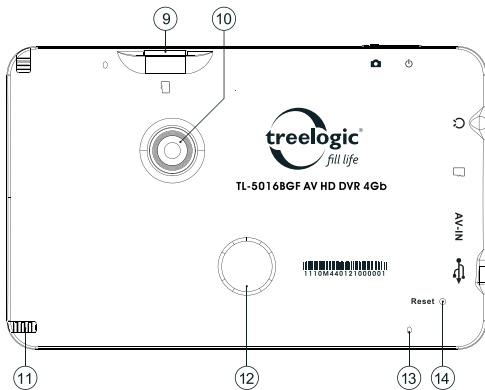 9
10
treelogic®
fill life
TL-5016BGF AV HD DVR 4Gb
AV-IN
1110M440121000001
Reset
11
12
13
14